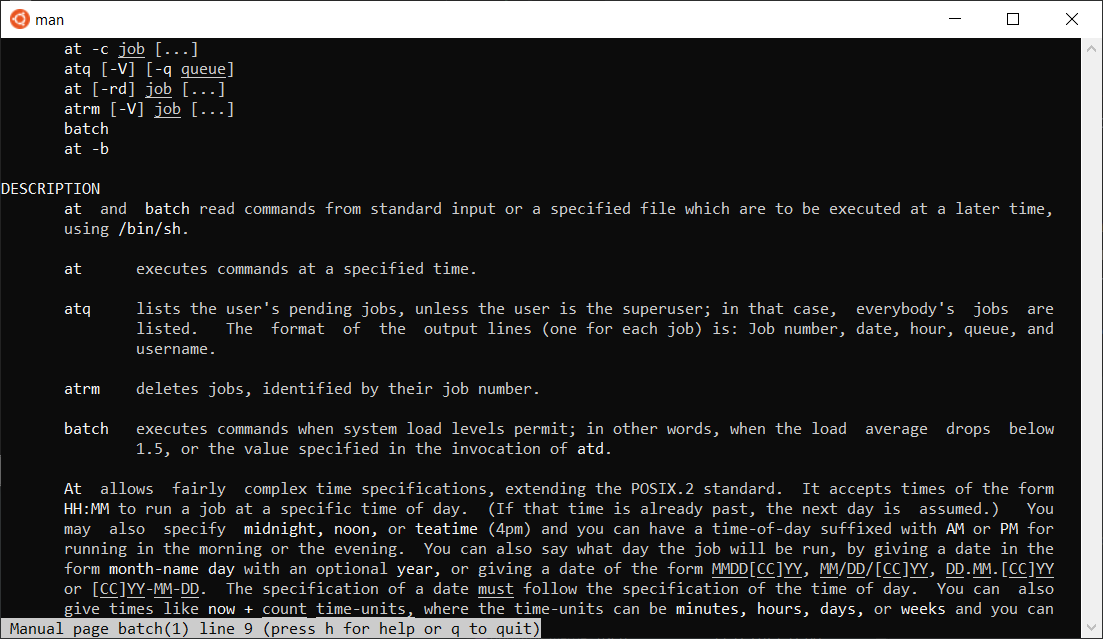 man
at -c job [...]
atq [-V] [-q queue]
at [-rd] job [...]
atrm [-V] job [...]
batch
at -b
DESCRIPTION
at  and  batch read commands from standard input or a specified file which are to be executed at a later time,
using /bin/sh.
at      executes commands at a specified time.
atq     lists the user's pending jobs, unless the user is the superuser; in that case,  everybody's  jobs  are
listed.   The  format  of  the  output lines (one for each job) is: Job number, date, hour, queue, and
username.
atrm    deletes jobs, identified by their job number.
batch   executes commands when system load levels permit; in other words, when the load  average  drops  below
1.5, or the value specified in the invocation of atd.
At  allows  fairly  complex time specifications, extending the POSIX.2 standard.  It accepts times of the form
HH:MM to run a job at a specific time of day.  (If that time is already past, the next day is  assumed.)   You
may  also  specify  midnight, noon, or teatime (4pm) and you can have a time-of-day suffixed with AM or PM for
running in the morning or the evening.  You can also say what day the job will be run, by giving a date in the
form month-name day with an optional year, or giving a date of the form MMDD[CC]YY, MM/DD/[CC]YY, DD.MM.[CC]YY
or [CC]YY-MM-DD.  The specification of a date must follow the specification of the time of day.  You can  also
give times like now + count time-units, where the time-units can be minutes, hours, days, or weeks and you can
Manual page batch(1) line 9 (press h for help or q to quit)